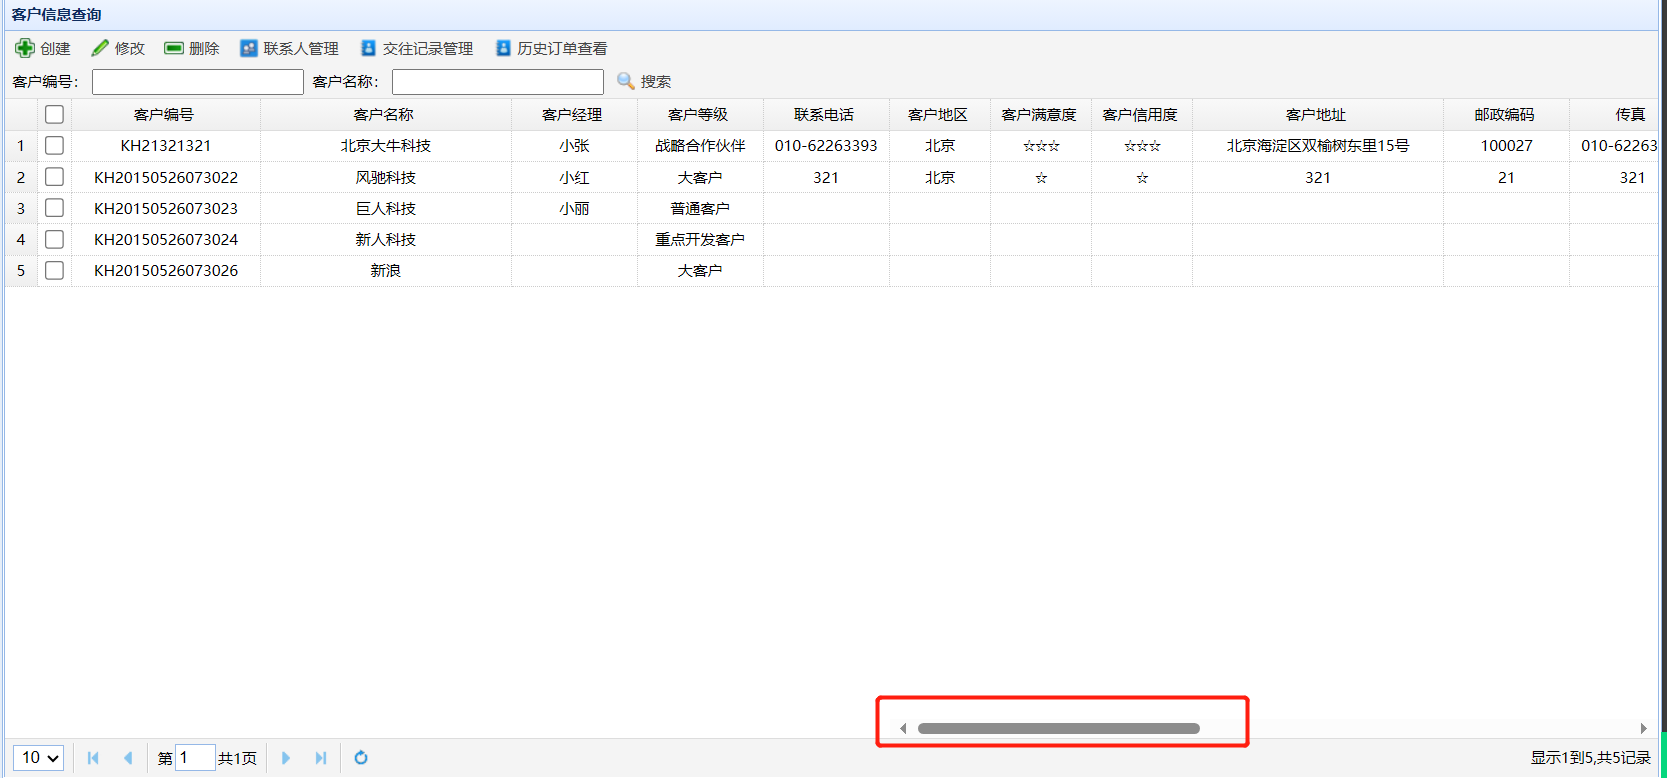 客户信息查询
创建 修改 删除 联系人管理 交往记录管理 历史订单查看
客户编号： 客户名称： 搜索
客户编号 客户名称 客户经理 客户等级 联系电话 客户地区 客户满意度 客户信用度 客户地址 邮政编码 传真
1 KH21321321 北京大牛科技 小张 战略合作伙伴 010-62263393 北京 ☆☆☆ ☆☆☆ 北京海淀区双榆树东里15号 100027 010-62263
2 KH20150526073022 风驰科技 小红 大客户 321 北京 ☆ ☆ 321 21 321
3 KH20150526073023 巨人科技 小丽 普通客户
4 KH20150526073024 新人科技 重点开发客户
5 KH20150526073026 新浪 大客户
10 第 1 共1页 显示1到5,共5记录